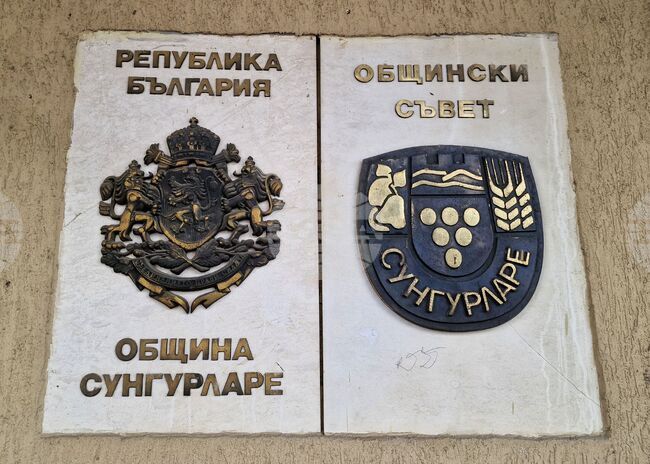 РЕПУБЛИКА
БЪЛГАРИЯ
ОБЩИНА
СУНГУРЛАРЕ
ОБЩИНСКИ
СЪВЕТ
СУНГУРЛАРЕ